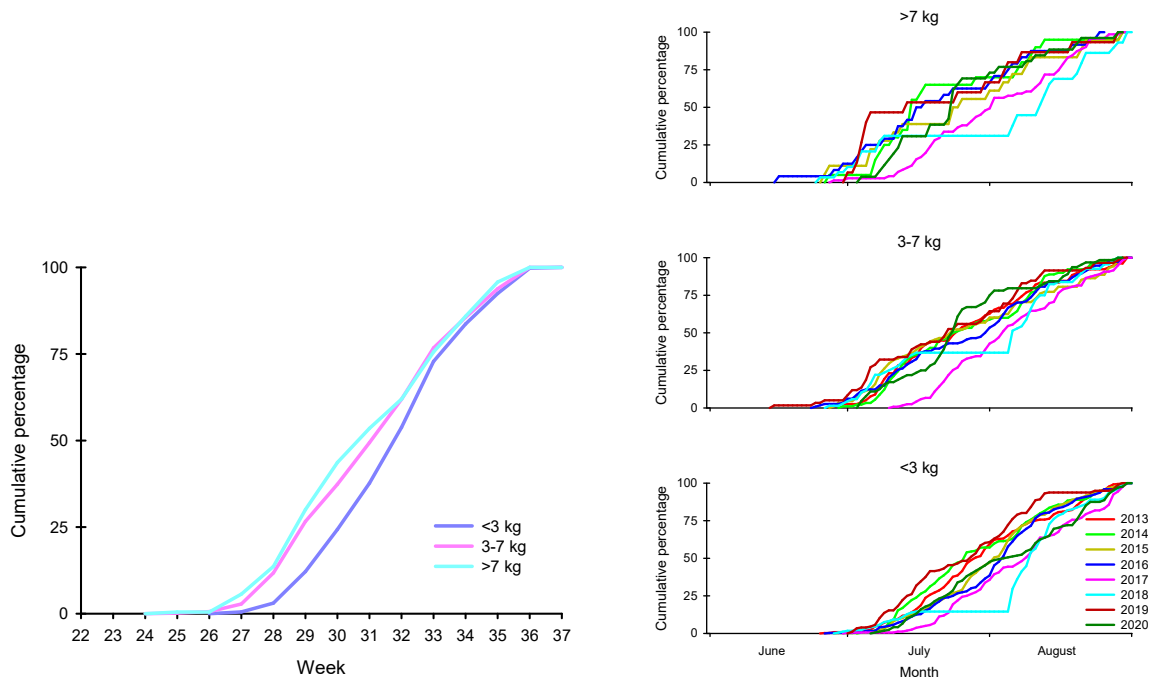 100
75
50
25
0
Cumulative percentage
22 23 24 25 26 27 28 29 30 31 32 33 34 35 36 37
Week
<3 kg
3-7 kg
>7 kg
>7 kg
100
75
50
25
0
Cumulative percentage
3-7 kg
100
75
50
25
0
Cumulative percentage
<3 kg
100
75
50
25
0
Cumulative percentage
2013
2014
2015
2016
2017
2018
2019
2020
June July August
Month